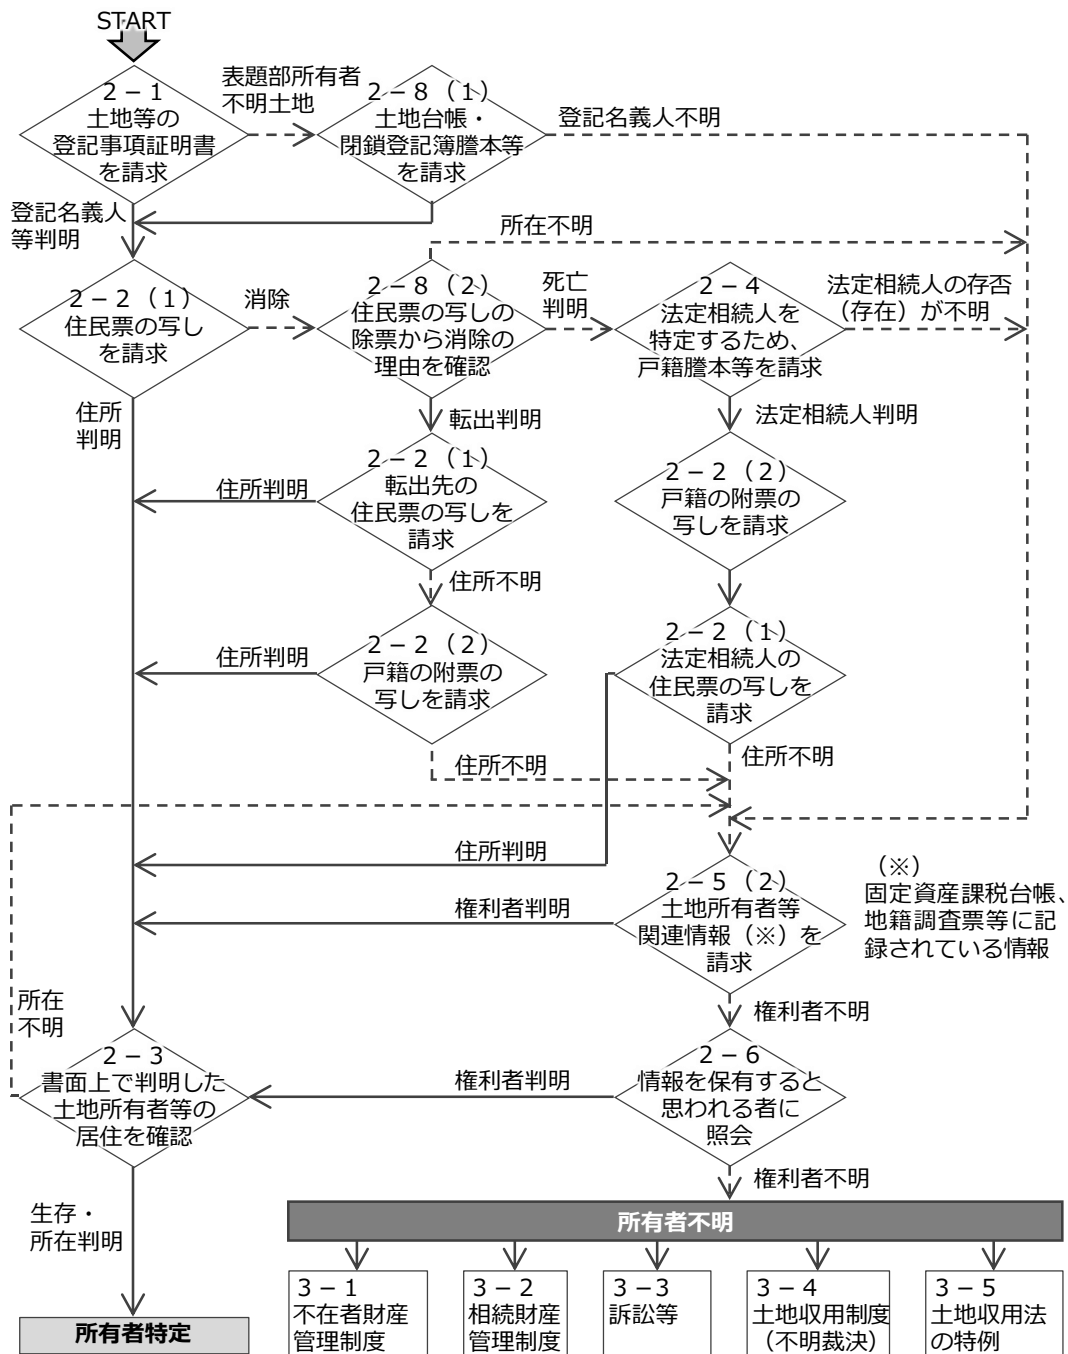 START
2－1
土地等の
登記事項証明書
を請求
表題部所有者
不明土地
2－8（1）
土地台帳・
閉鎖登記簿謄本等
を請求
登記名義人不明
登記名義人
等判明
2－2（1）
住民票の写し
を請求
消除
2－8（2）
住民票の写しの
除票から消除の
理由を確認
所在不明
死亡
判明
2－4
法定相続人を
特定するため、
戸籍謄本等を請求
法定相続人の存否
（存在）が不明
住所
判明
転出判明
法定相続人判明
2－2（1）
転出先の
住民票の写しを
請求
住所判明
2－2（2）
戸籍の附票の
写しを請求
住所不明
2－2（2）
戸籍の附票の
写しを請求
住所判明
2－2（1）
法定相続人の
住民票の写しを
請求
住所不明
住所不明
住所判明
2－5（2）
土地所有者等
関連情報（※）を
請求
（※）
固定資産課税台帳、
地籍調査票等に記
録されている情報
権利者判明
所在
不明
権利者不明
2－3
書面上で判明した
土地所有者等の
居住を確認
権利者判明
2－6
情報を保有すると
思われる者に
照会
権利者不明
生存・
所在判明
所有者不明
所有者特定
3－1
不在者財産
管理制度
3－2
相続財産
管理制度
3－3
訴訟等
3－4
土地収用制度
（不明裁決）
3－5
土地収用法
の特例